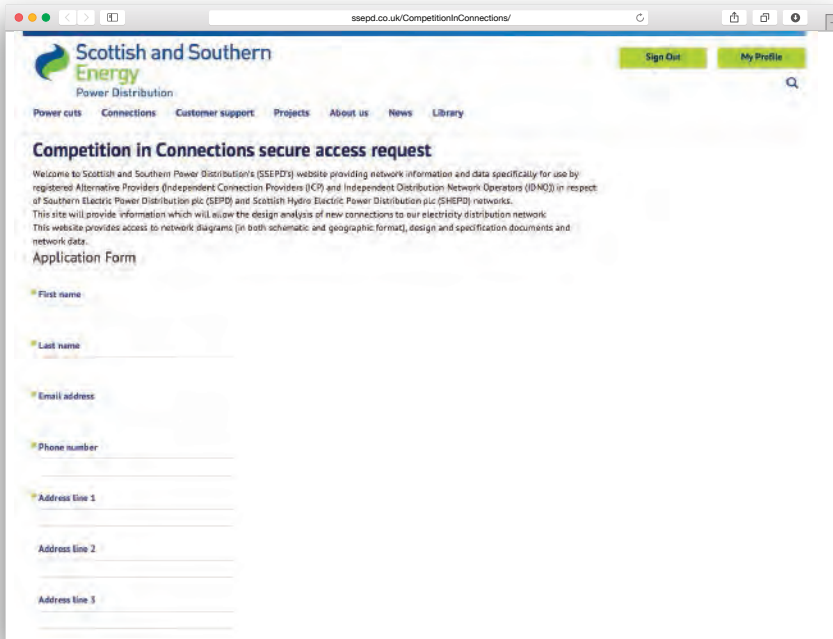 ssepd.co.uk/CompetitionInConnections/
Scottish and Southern
Energy
Power Distribution
Sign Out
My Profile
Power cuts Connections Customer support Projects About us News Library
Competition in Connections secure access request
Welcome to Scottish and Southern Power Distribution's (SSEPD's) website providing network information and data specifically for use by
registered Alternative Providers (Independent Connection Providers (ICP) and Independent Distribution Network Operators (IDNO)) in respect
of Southern Electric Power Distribution plc (SEPD) and Scottish Hydro Electric Power Distribution plc (SHEPD) networks.
This site will provide information which will allow the design analysis of new connections to our electricity distribution network
This website provides access to network diagrams (in both schematic and geographic format), design and specification documents and
network data.
Application Form
First name
Last name
Email address
Phone number
Address line 1
Address line 2
Address line 3